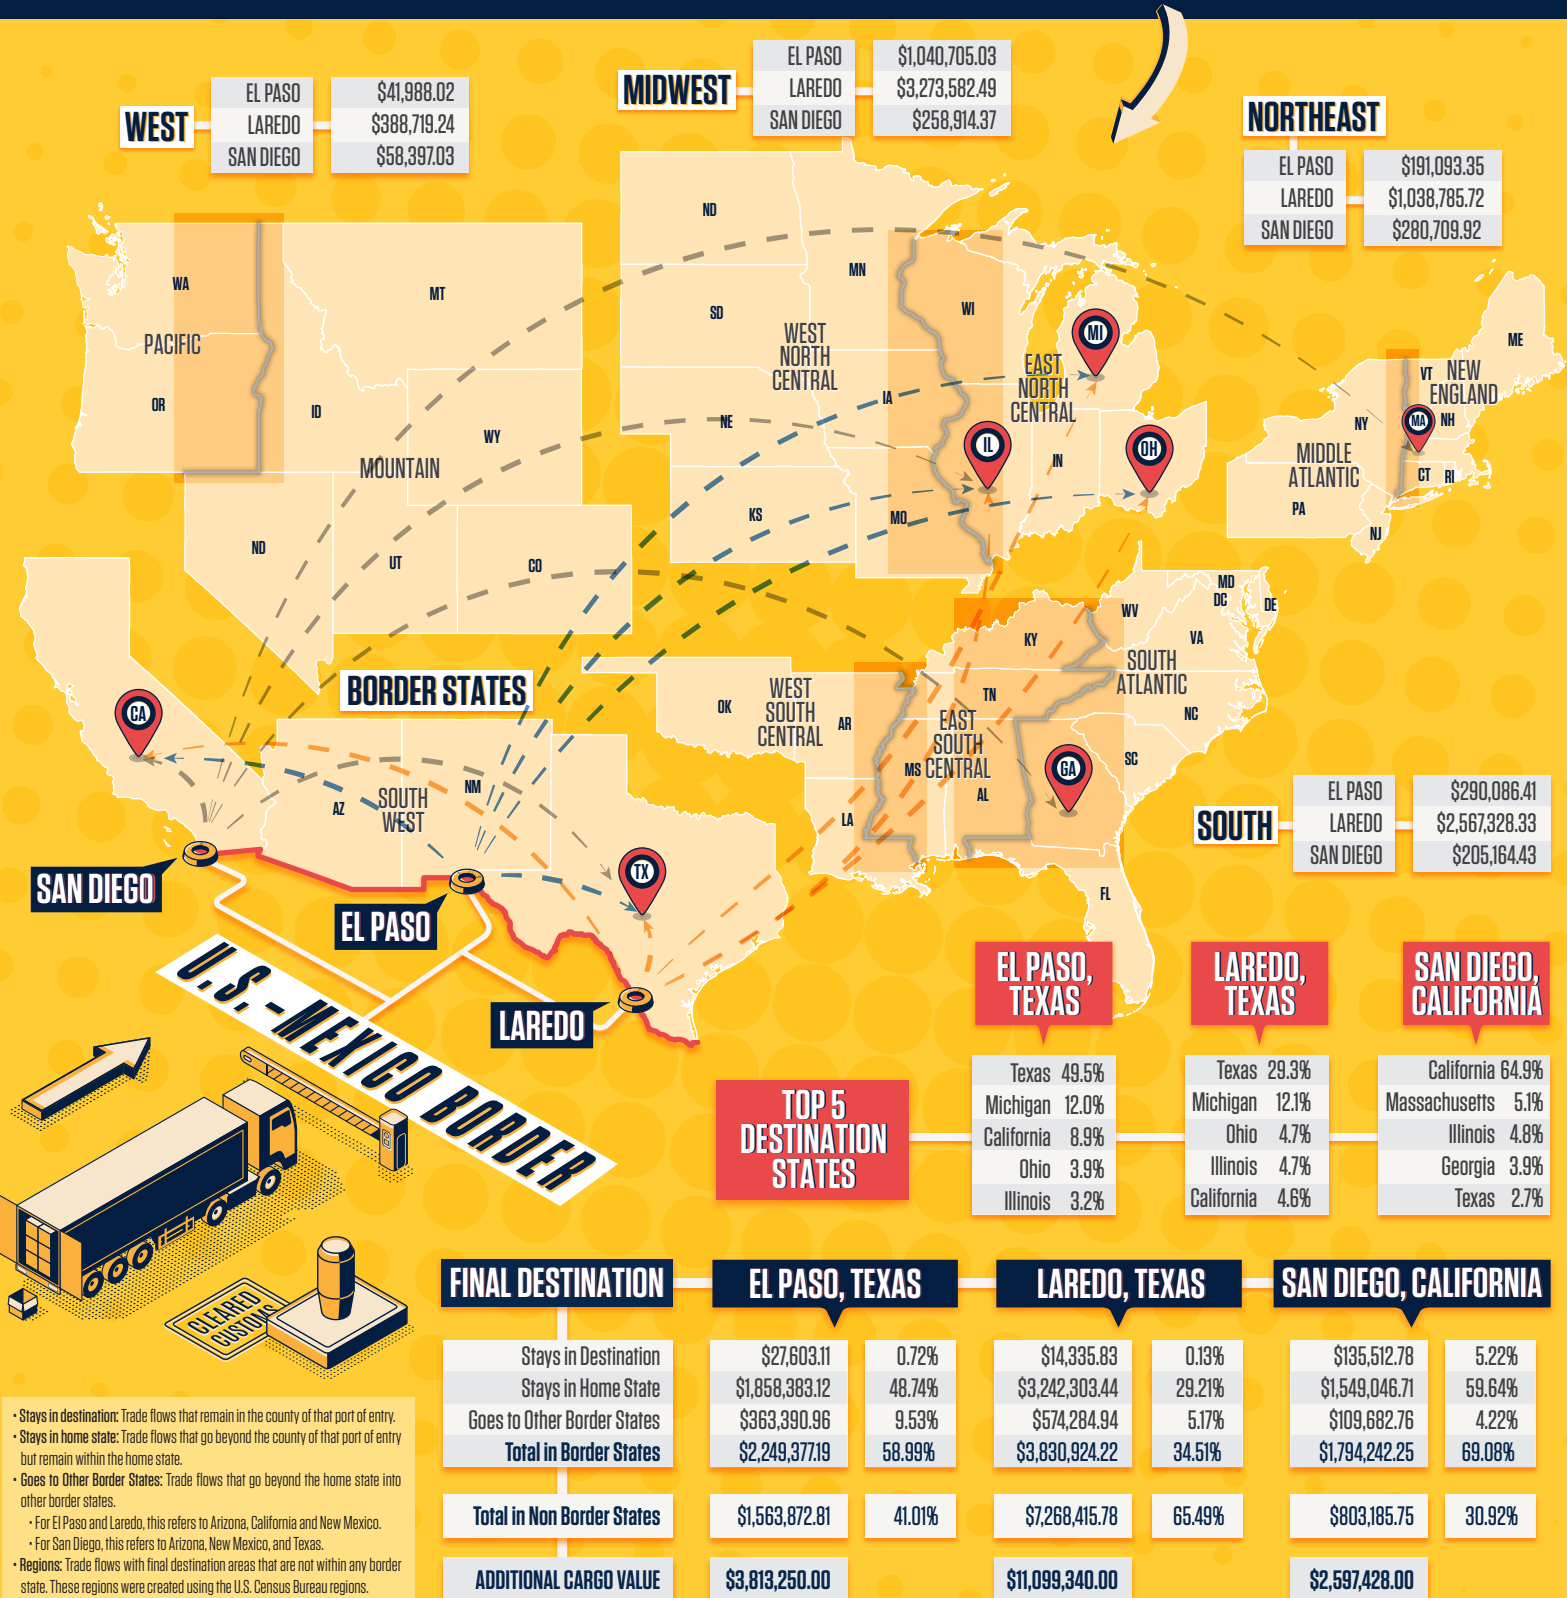 WEST
EL PASO $41,988.02
LAREDO $388,719.24
SAN DIEGO $58,397.03
MIDWEST
EL PASO $1,040,705.03
LAREDO $3,273,582.49
SAN DIEGO $258,914.37
NORTHEAST
EL PASO $191,093.35
LAREDO $1,038,785.72
SAN DIEGO $280,709.92
WA
PACIFIC
OR
MT
ID
WY
MOUNTAIN
ND
UT
CO
ND
SD
MN
WEST
NORTH
CENTRAL
IA
NE
KS
MO
WI
MI
EAST
NORTH
CENTRAL
IL
IN
OH
ME
VT
NEW
ENGLAND
NY
MA
NH
MIDDLE
ATLANTIC
CT
RI
PA
NJ
MD
DC
DE
WV
VA
KY
SOUTH
ATLANTIC
TN
NC
SC
WEST
SOUTH
CENTRAL
OK
AR
EAST
SOUTH
CENTRAL
MS
AL
GA
LA
FL
BORDER STATES
CA
AZ
SOUTH
WEST
NM
TX
SOUTH
EL PASO $290,086.41
LAREDO $2,567,328.33
SAN DIEGO $205,164.43
SAN DIEGO
EL PASO
LAREDO
U.S. - MEXICO BORDER
TOP 5
DESTINATION
STATES
EL PASO,
TEXAS
Texas 49.5%
Michigan 12.0%
California 8.9%
Ohio 3.9%
Illinois 3.2%
LAREDO,
TEXAS
Texas 29.3%
Michigan 12.1%
Ohio 4.7%
Illinois 4.7%
California 4.6%
SAN DIEGO,
CALIFORNIA
California 64.9%
Massachusetts 5.1%
Illinois 4.8%
Georgia 3.9%
Texas 2.7%
CLEARED
CUSTOMS
FINAL DESTINATION EL PASO, TEXAS LAREDO, TEXAS SAN DIEGO, CALIFORNIA
Stays in Destination $27,603.11 0.72% $14,335.83 0.13% $135,512.78 5.22%
Stays in Home State $1,858,383.12 48.74% $3,242,303.44 29.21% $1,549,046.71 59.64%
Goes to Other Border States $363,390.96 9.53% $574,284.94 5.17% $109,682.76 4.22%
Total in Border States $2,249,377.19 58.99% $3,830,924.22 34.51% $1,794,242.25 69.08%
Total in Non Border States $1,563,872.81 41.01% $7,268,415.78 65.49% $803,185.75 30.92%
ADDITIONAL CARGO VALUE $3,813,250.00 $11,099,340.00 $2,597,428.00
• Stays in destination: Trade flows that remain in the county of that port of entry.
• Stays in home state: Trade flows that go beyond the county of that port of entry
but remain within the home state.
• Goes to Other Border States: Trade flows that go beyond the home state into
other border states.
• For El Paso and Laredo, this refers to Arizona, California and New Mexico.
• For San Diego, this refers to Arizona, New Mexico, and Texas.
• Regions: Trade flows with final destination areas that are not within any border
state. These regions were created using the U.S. Census Bureau regions.